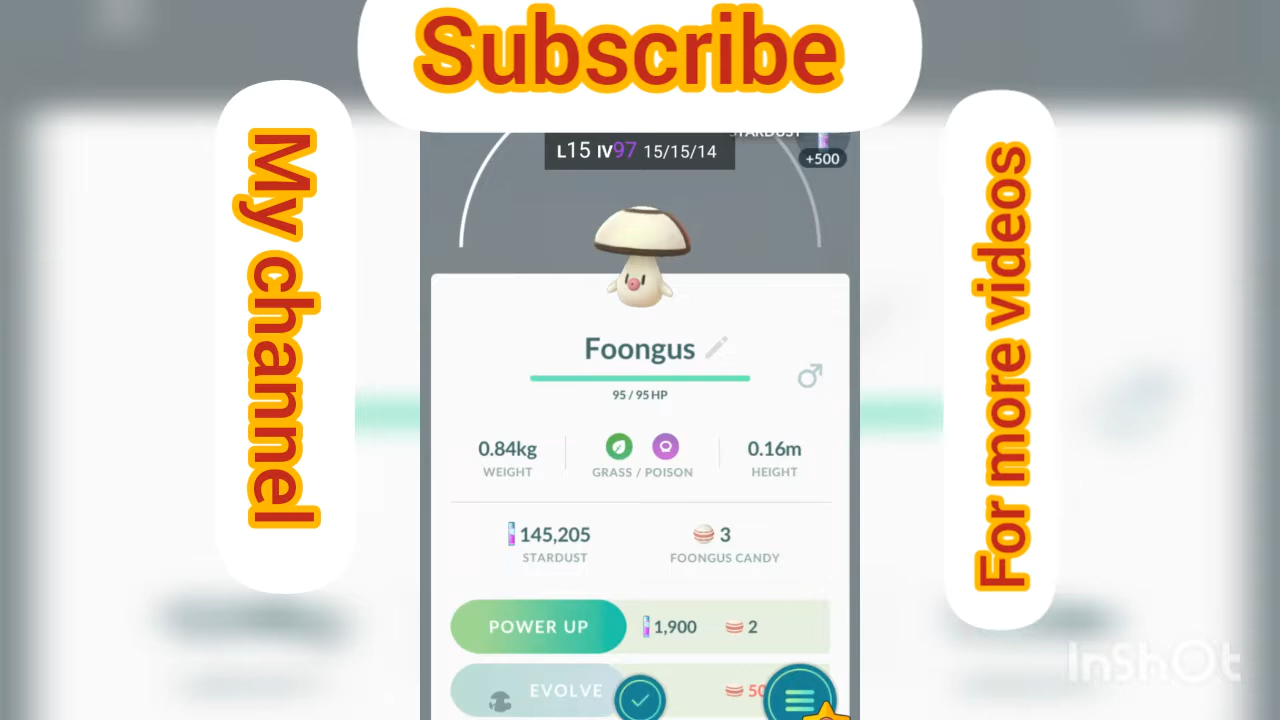 Subscribe
My channel
For more videos
STARDUST
+500
L15 IV97 15/15/14
Foongus
95 / 95 HP
0.84kg
WEIGHT
GRASS / POISON
0.16m
HEIGHT
145,205
STARDUST
3
FOONGUS CANDY
POWER UP
1,900
2
EVOLVE
50
InShOt